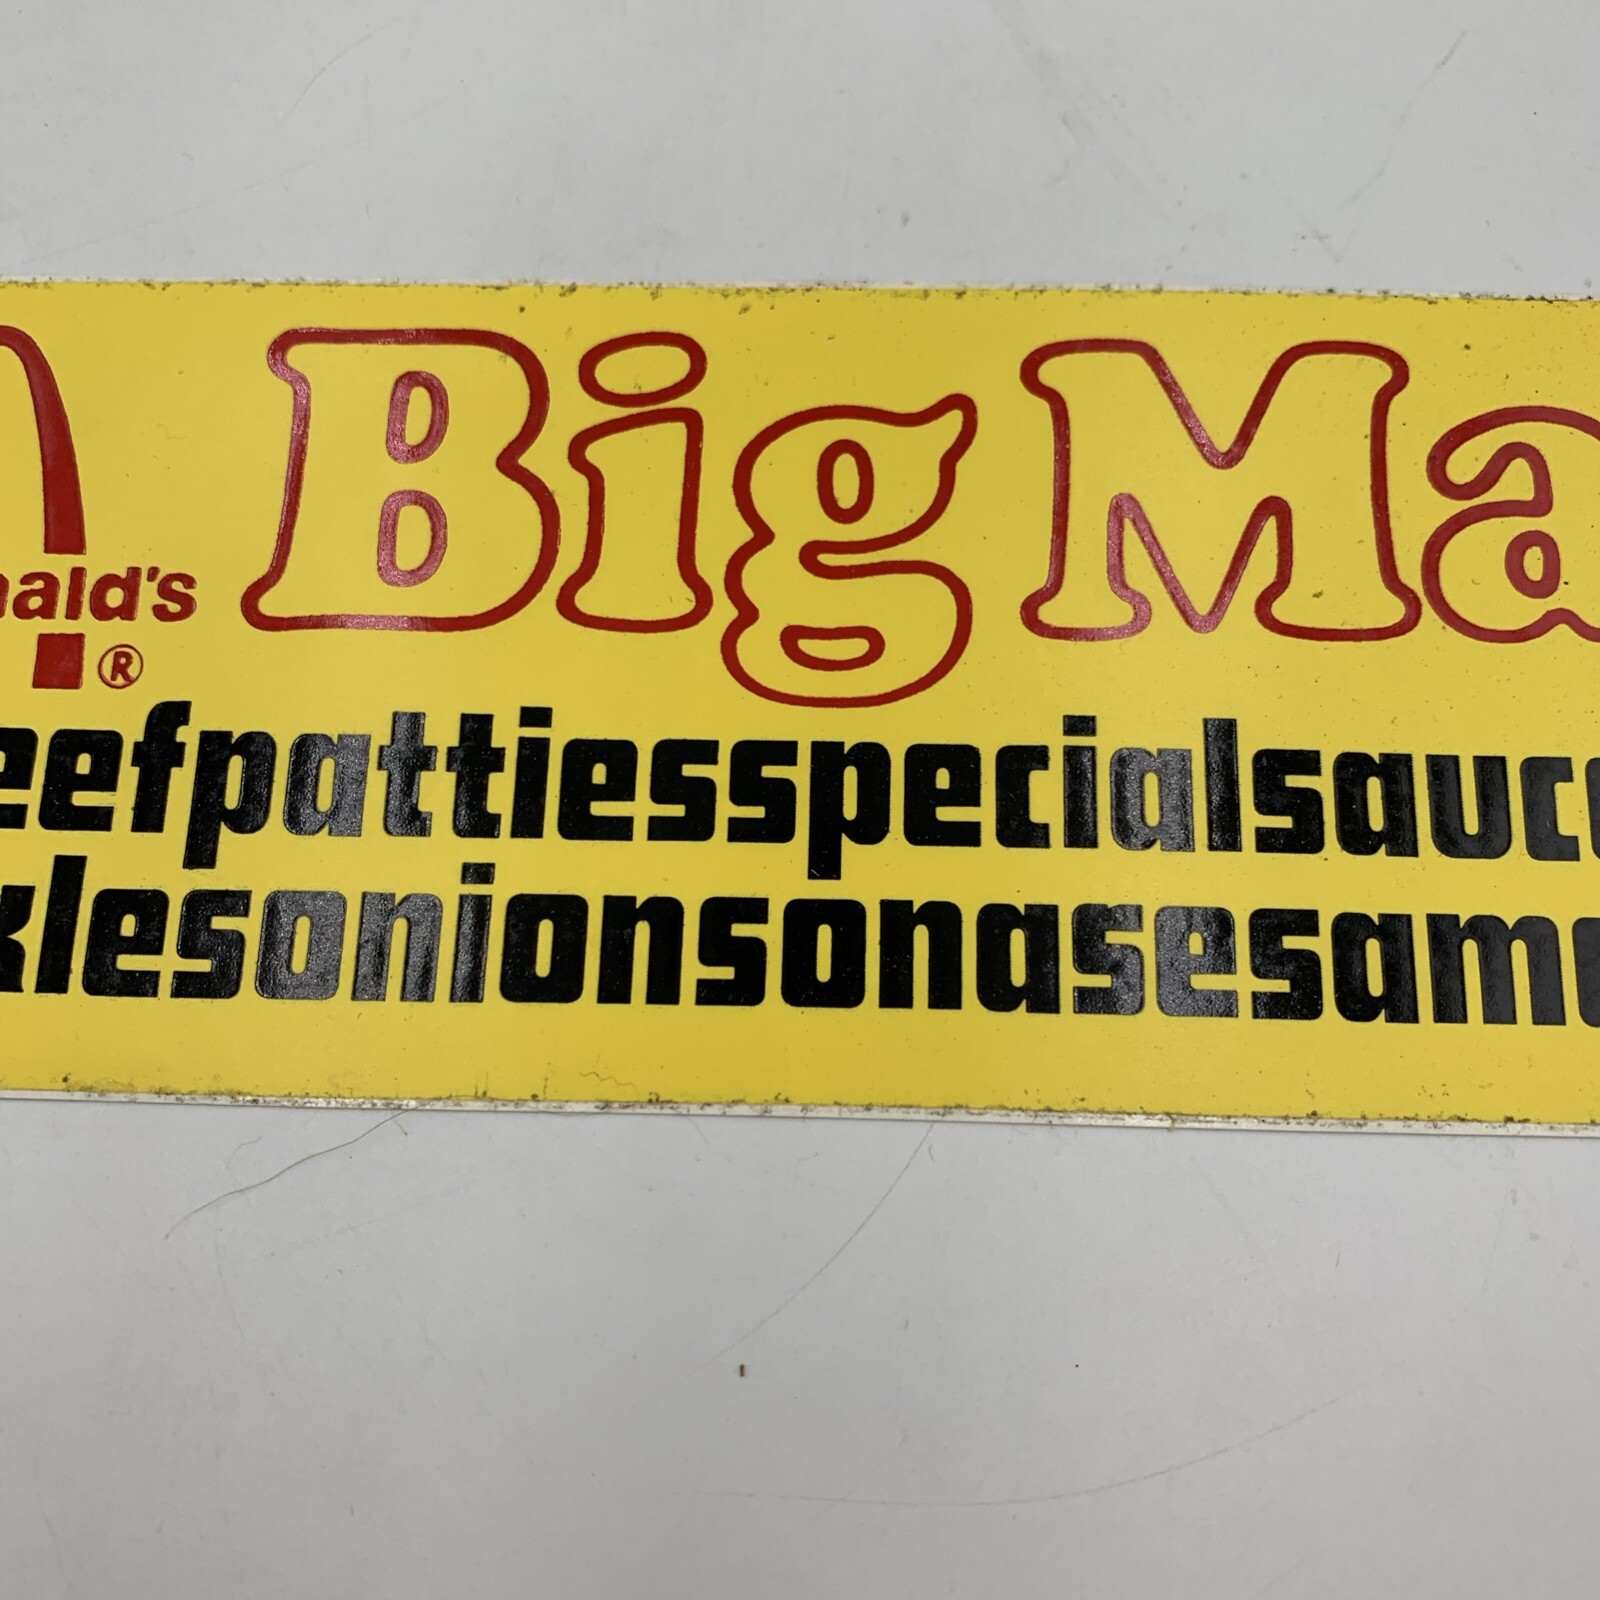 Big Ma
nald's
®
eefpattiesspecialsauc
klesonionsonasesam